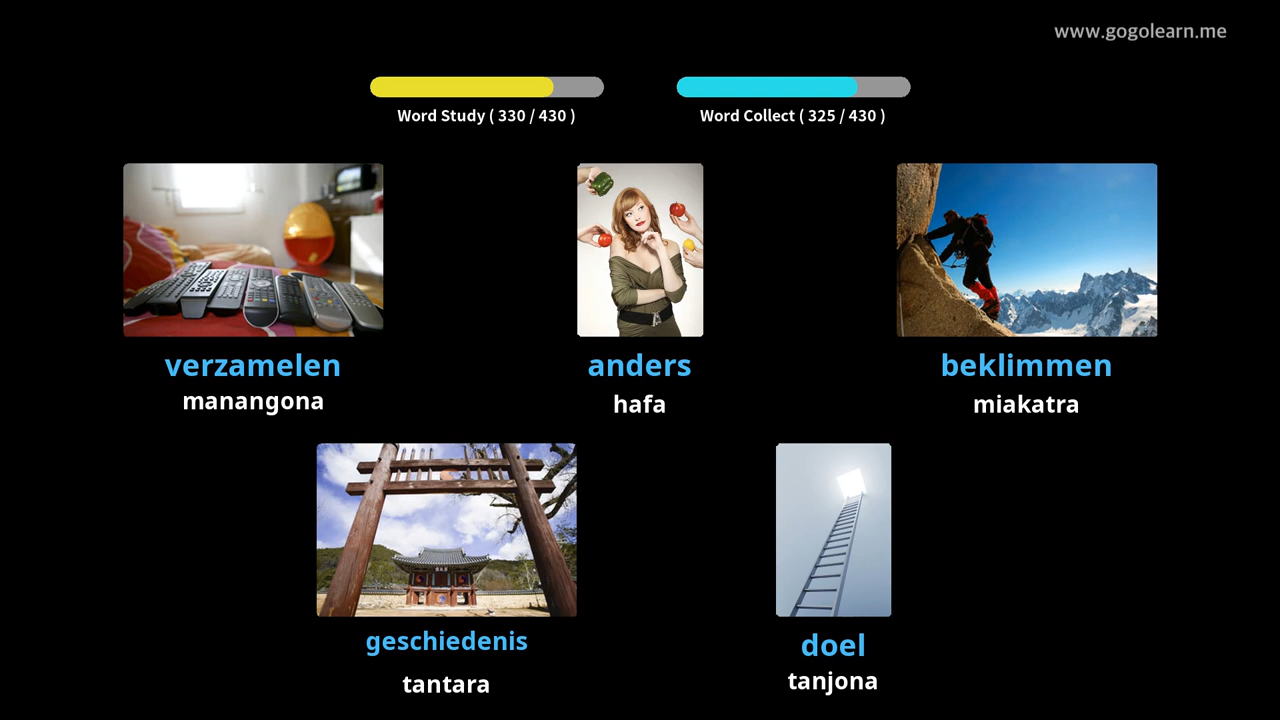 www.gogolearn.me
Word Study ( 330 / 430 )
Word Collect ( 325 / 430 )
verzamelen
manangona
anders
hafa
beklimmen
miakatra
geschiedenis
tantara
doel
tanjona